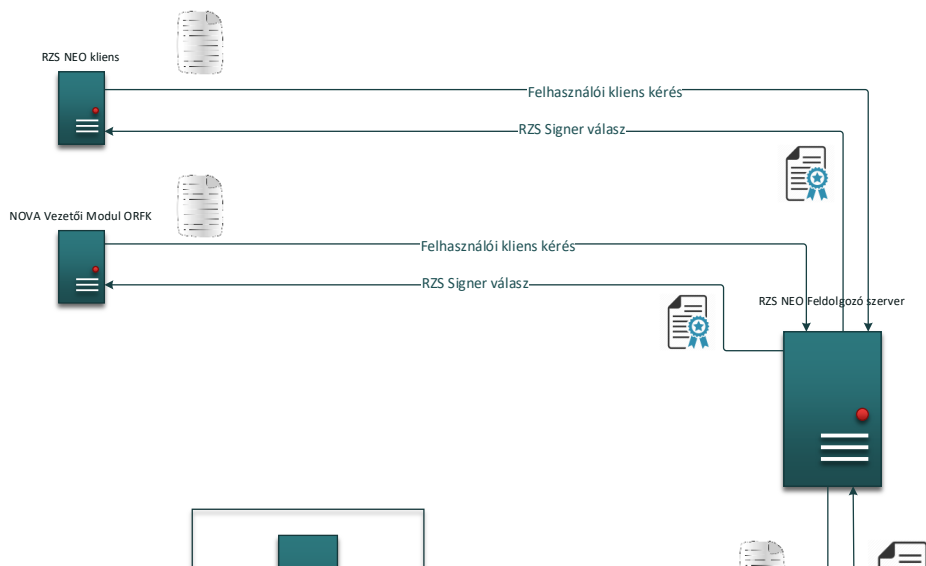 RZS NEO kliens
Felhasználói kliens kérés
RZS Signer válasz
NOVA Vezetői Modul ORFK
Felhasználói kliens kérés
RZS Signer válasz
RZS NEO Feldolgozó szerver